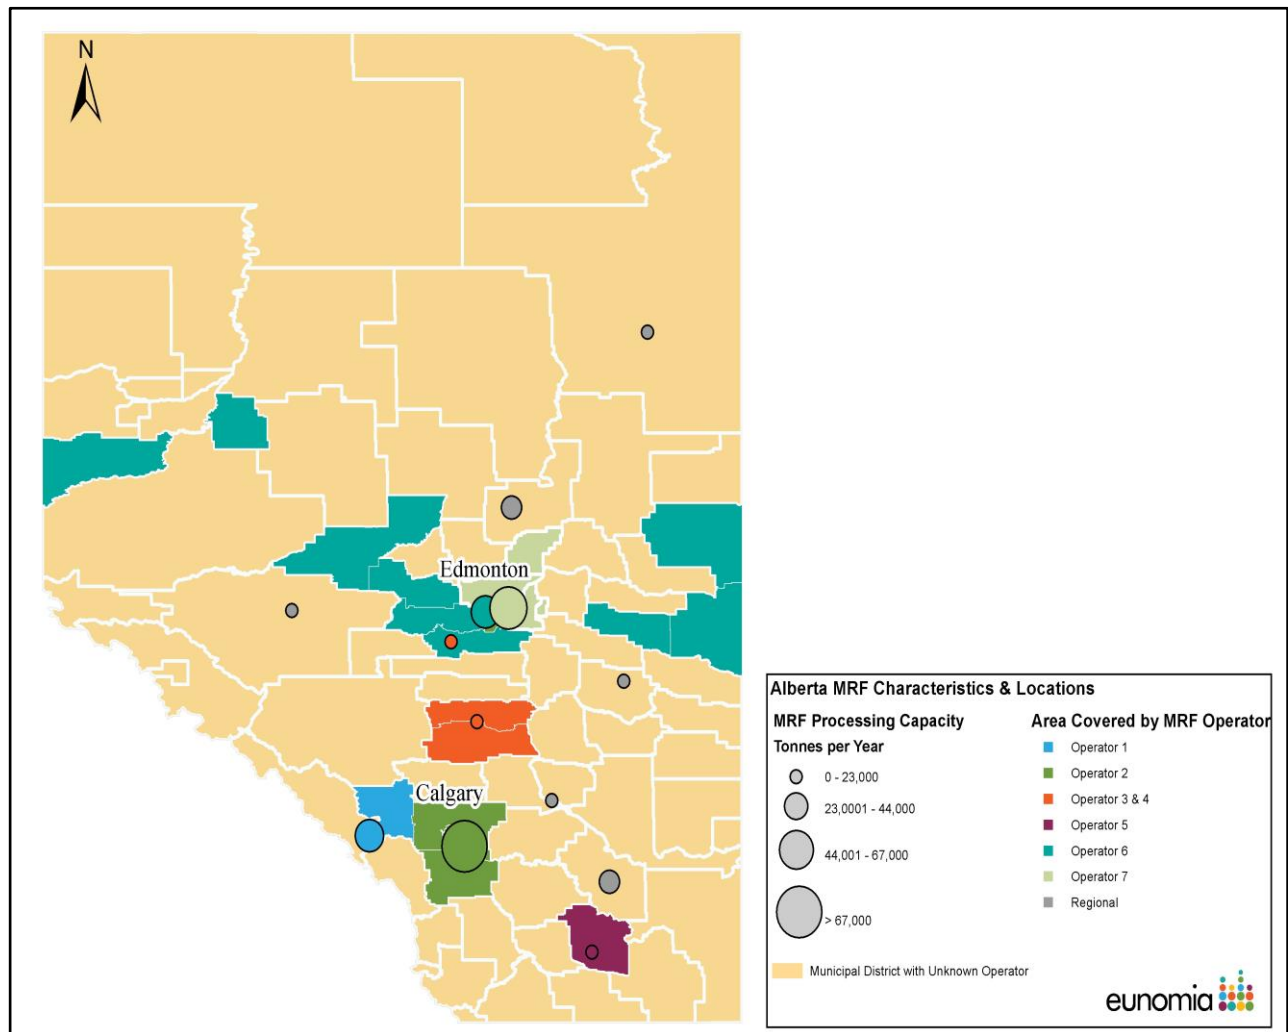 N
Edmonton
Calgary
Alberta MRF Characteristics & Locations
MRF Processing Capacity
Tonnes per Year
0 - 23,000
23,0001 - 44,000
44,001 - 67,000
> 67,000
Area Covered by MRF Operator
Operator 1
Operator 2
Operator 3 & 4
Operator 5
Operator 6
Operator 7
Regional
Municipal District with Unknown Operator
eunomia